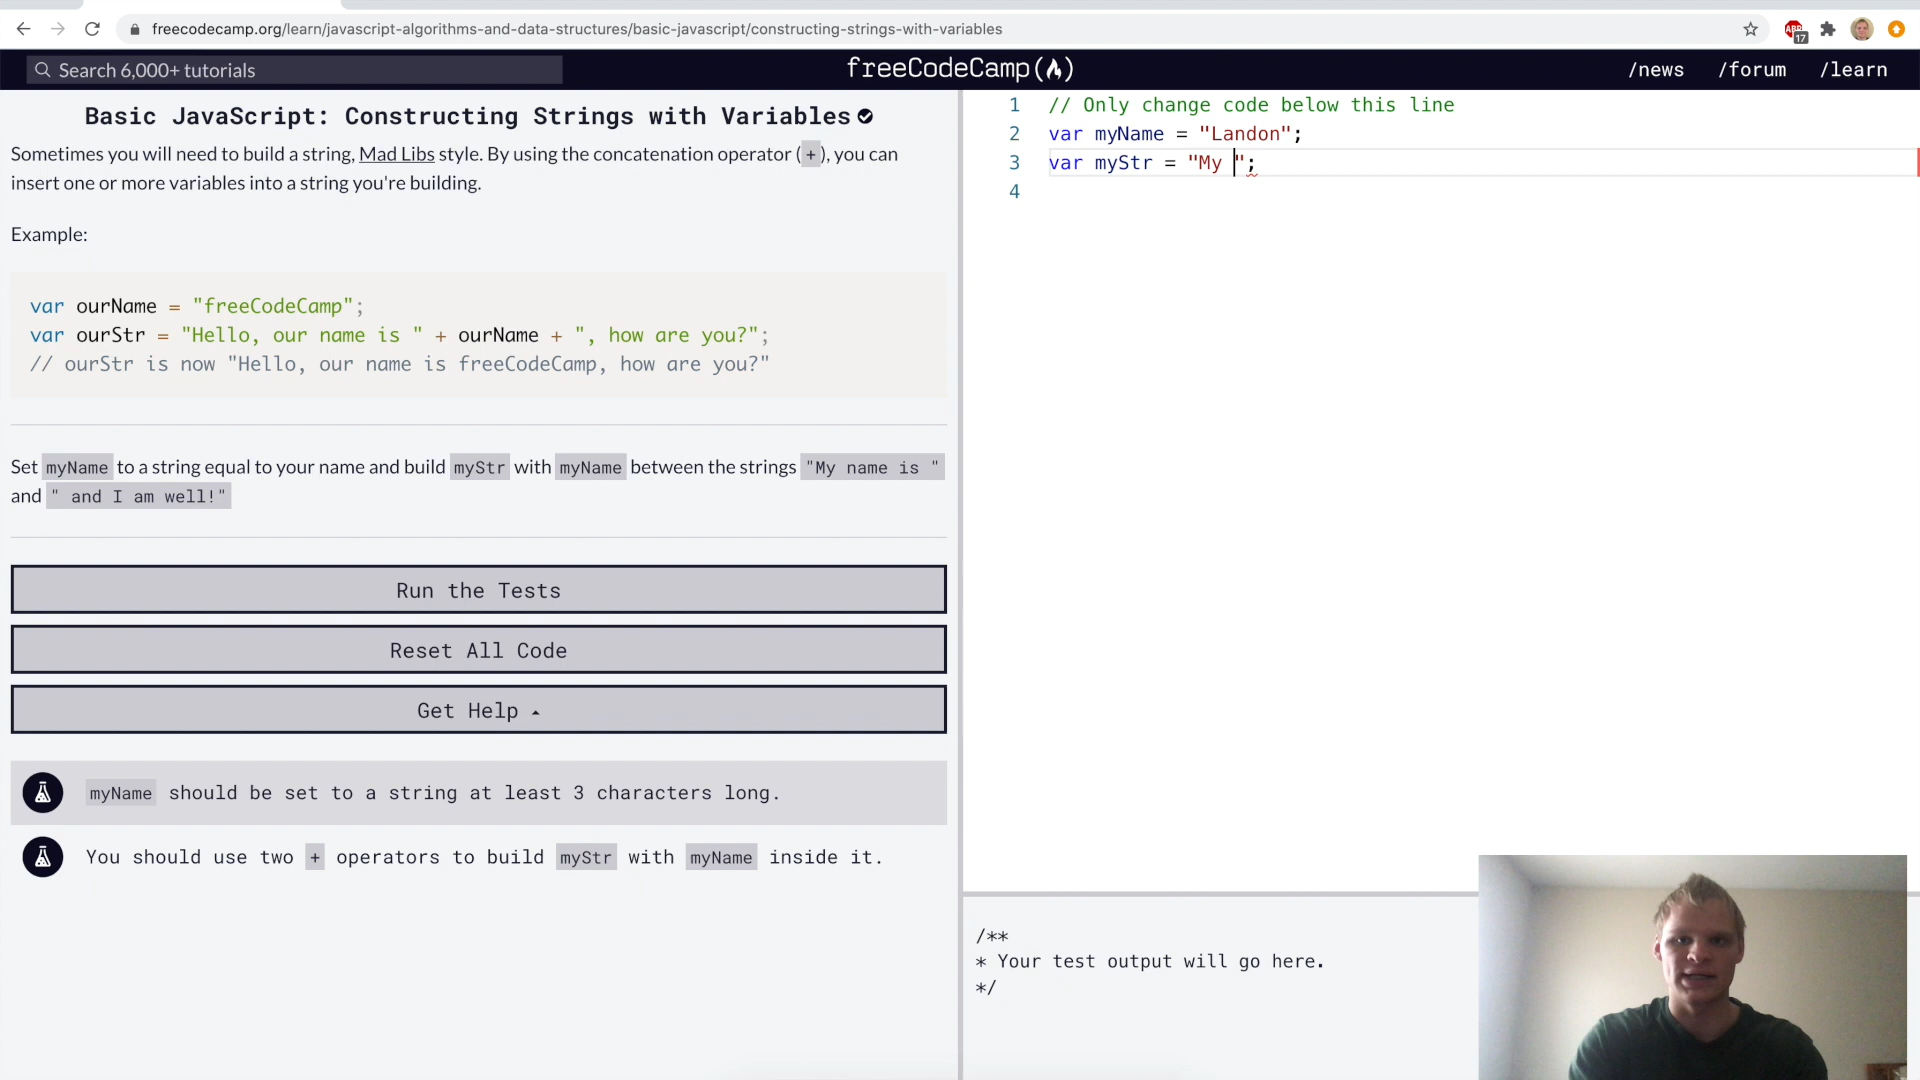 freecodecamp.org/learn/javascript-algorithms-and-data-structures/basic-javascript/constructing-strings-with-variables
ABP
17
Search 6,000+ tutorials
freeCodeCamp
/news /forum /learn
Basic JavaScript: Constructing Strings with Variables
Sometimes you will need to build a string, Mad Libs style. By using the concatenation operator ( + ), you can
insert one or more variables into a string you're building.
Example:
var ourName = "freeCodeCamp";
var ourStr = "Hello, our name is " + ourName + ", how are you?";
// ourStr is now "Hello, our name is freeCodeCamp, how are you?"
Set myName to a string equal to your name and build myStr with myName between the strings "My name is "
and " and I am well!"
Run the Tests
Reset All Code
Get Help
myName should be set to a string at least 3 characters long.
You should use two + operators to build myStr with myName inside it.
1 // Only change code below this line
2 var myName = "Landon";
3 var myStr = "My ";
4
/**
* Your test output will go here.
*/